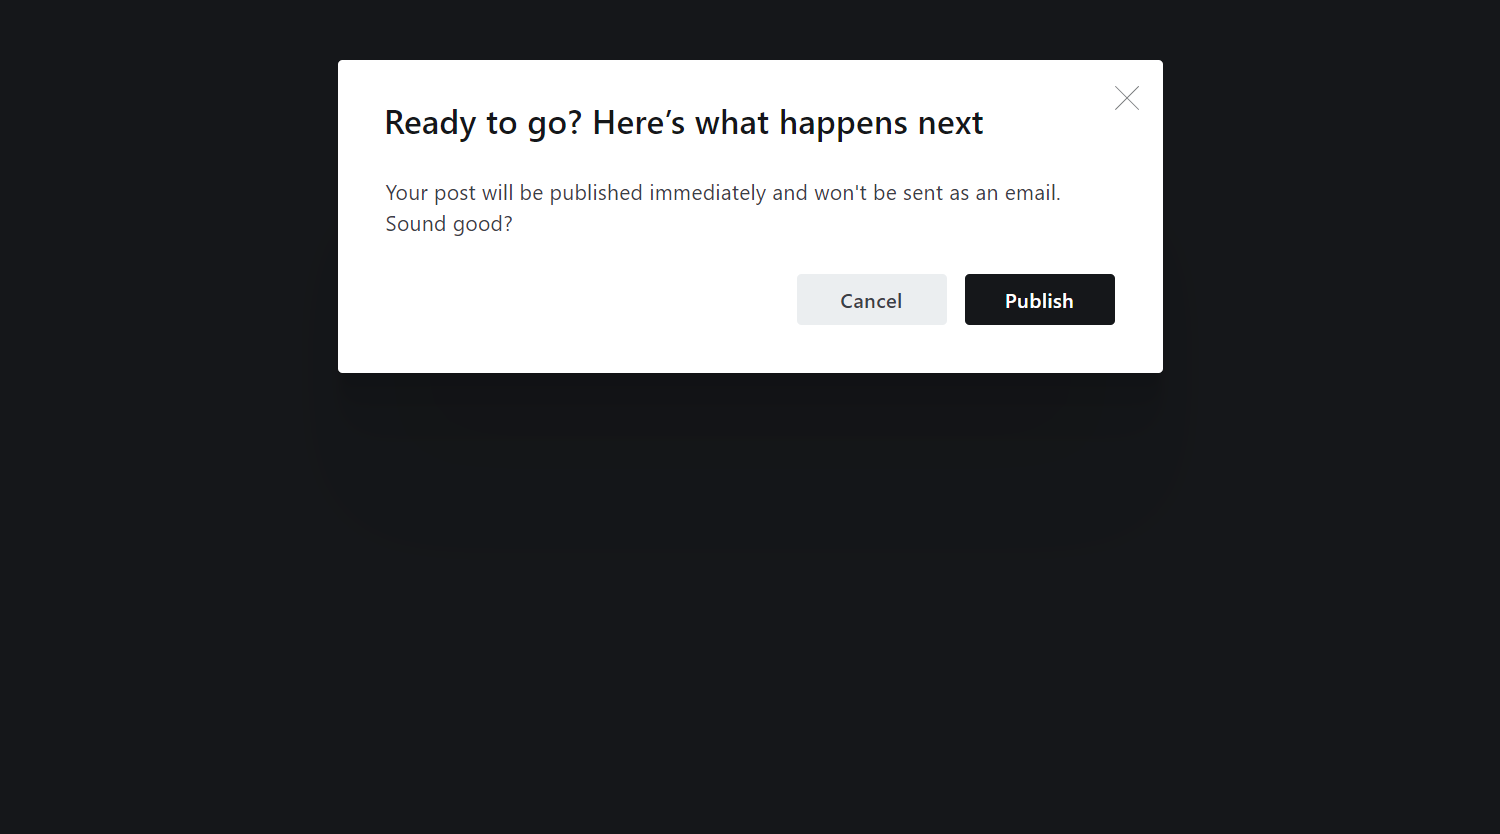 Ready to go? Here’s what happens next
Your post will be published immediately and won't be sent as an email.
Sound good?
Cancel
Publish